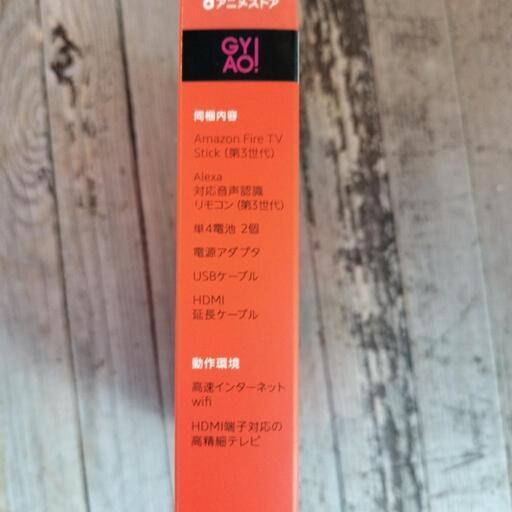 dアニメストア
GY
AO!
同梱内容
Amazon Fire TV
Stick (第3世代)
Alexa
対応音声認識
リモコン (第3世代)
単4電池 2個
電源アダプタ
USBケーブル
HDMI
延長ケーブル
動作環境
高速インターネット
wifi
HDMI端子対応の
高精細テレビ